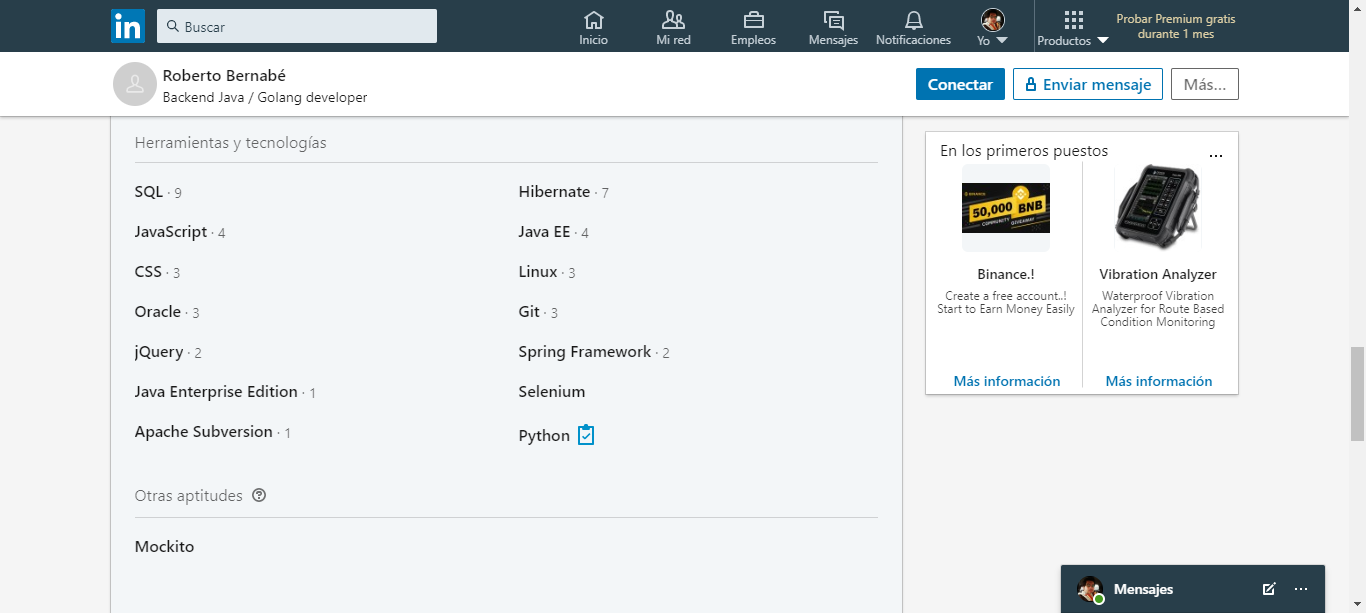 in
Buscar
Inicio
Mi red
Empleos
Mensajes
Notificaciones
Yo
Productos
Probar Premium gratis
durante 1 mes
Roberto Bernabé
Backend Java / Golang developer
Conectar
Enviar mensaje
Más...
Herramientas y tecnologías
SQL · 9
Hibernate · 7
JavaScript · 4
Java EE · 4
CSS · 3
Linux · 3
Oracle · 3
Git · 3
jQuery · 2
Spring Framework · 2
Java Enterprise Edition · 1
Selenium
Apache Subversion · 1
Python
Otras aptitudes
Mockito
En los primeros puestos
BINANCE
50,000 BNB
COMMUNITY GIVEAWAY
Binance.!
Create a free account..!
Start to Earn Money Easily
Más información
Vibration Analyzer
Waterproof Vibration
Analyzer for Route Based
Condition Monitoring
Más información
Mensajes